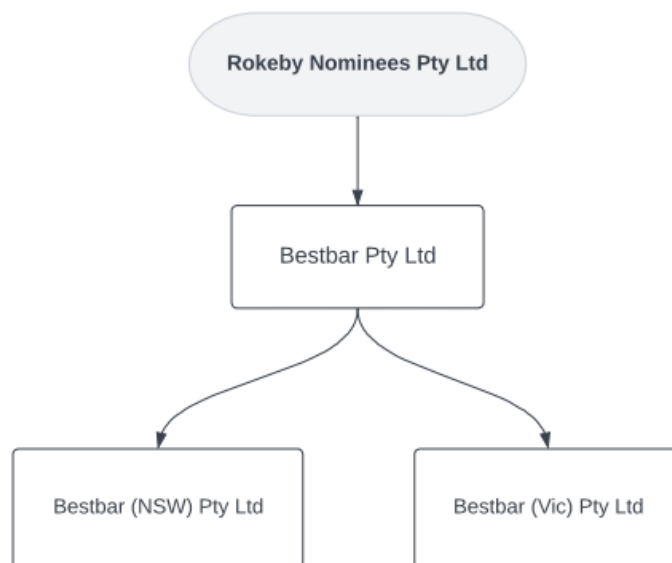 Rokeby Nominees Pty Ltd
Bestbar Pty Ltd
Bestbar (NSW) Pty Ltd
Bestbar (Vic) Pty Ltd